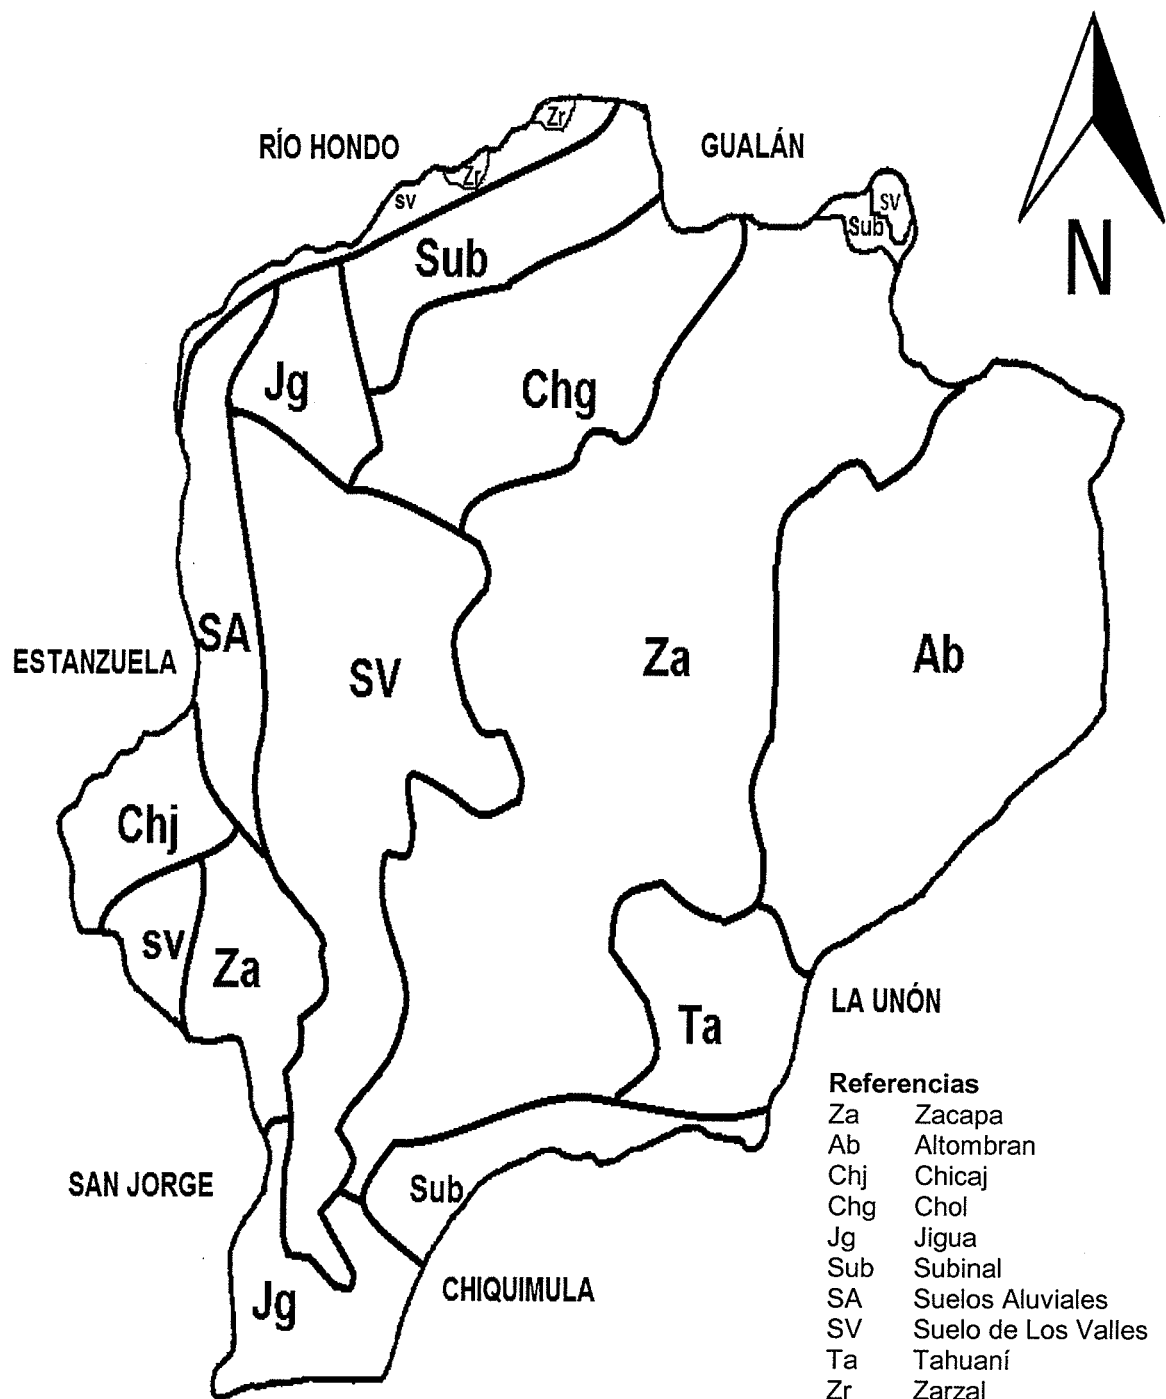 Zr
RÍO HONDO
GUALÁN
Zr
sv
SV
Sub
Sub
N
Jg
Chg
SA
ESTANZUELA
SV
Za
Ab
Chj
SV
Za
LA UNÓN
Ta
Referencias
Za Zacapa
Ab Altombran
Chj Chicaj
Chg Chol
Jg Jigua
Sub Subinal
SA Suelos Aluviales
SV Suelo de Los Valles
Ta Tahuaní
Zr Zarzal
SAN JORGE
Sub
CHIQUIMULA
Jg